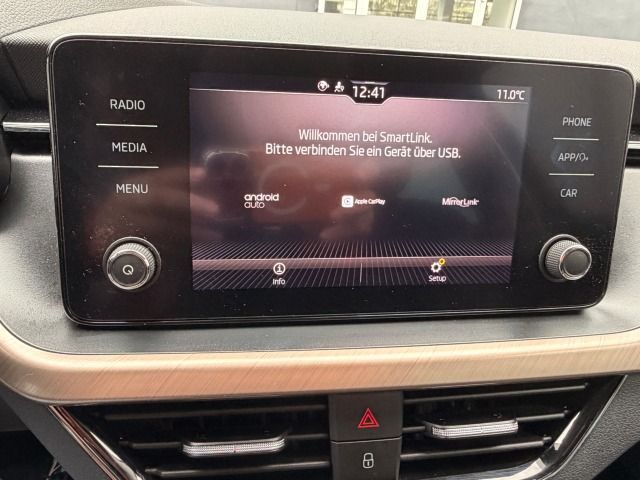 12:41
11.0°C
RADIO
MEDIA
MENU
Willkommen bei SmartLink.
Bitte verbinden Sie ein Gerät über USB.
android
auto
Apple CarPlay
MirrorLink
Info
Setup
PHONE
APP/
CAR